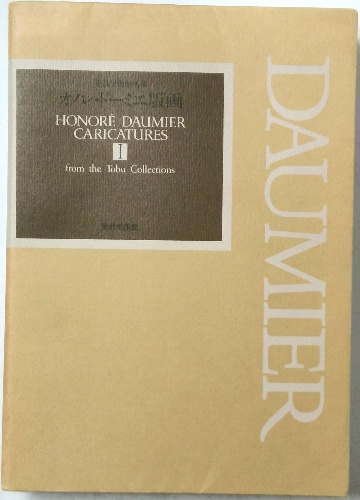 オノレ・ドーミエ版画
HONORÉ DAUMIER
CARICATURES
I
from the Tobu Collections
DAUMIER